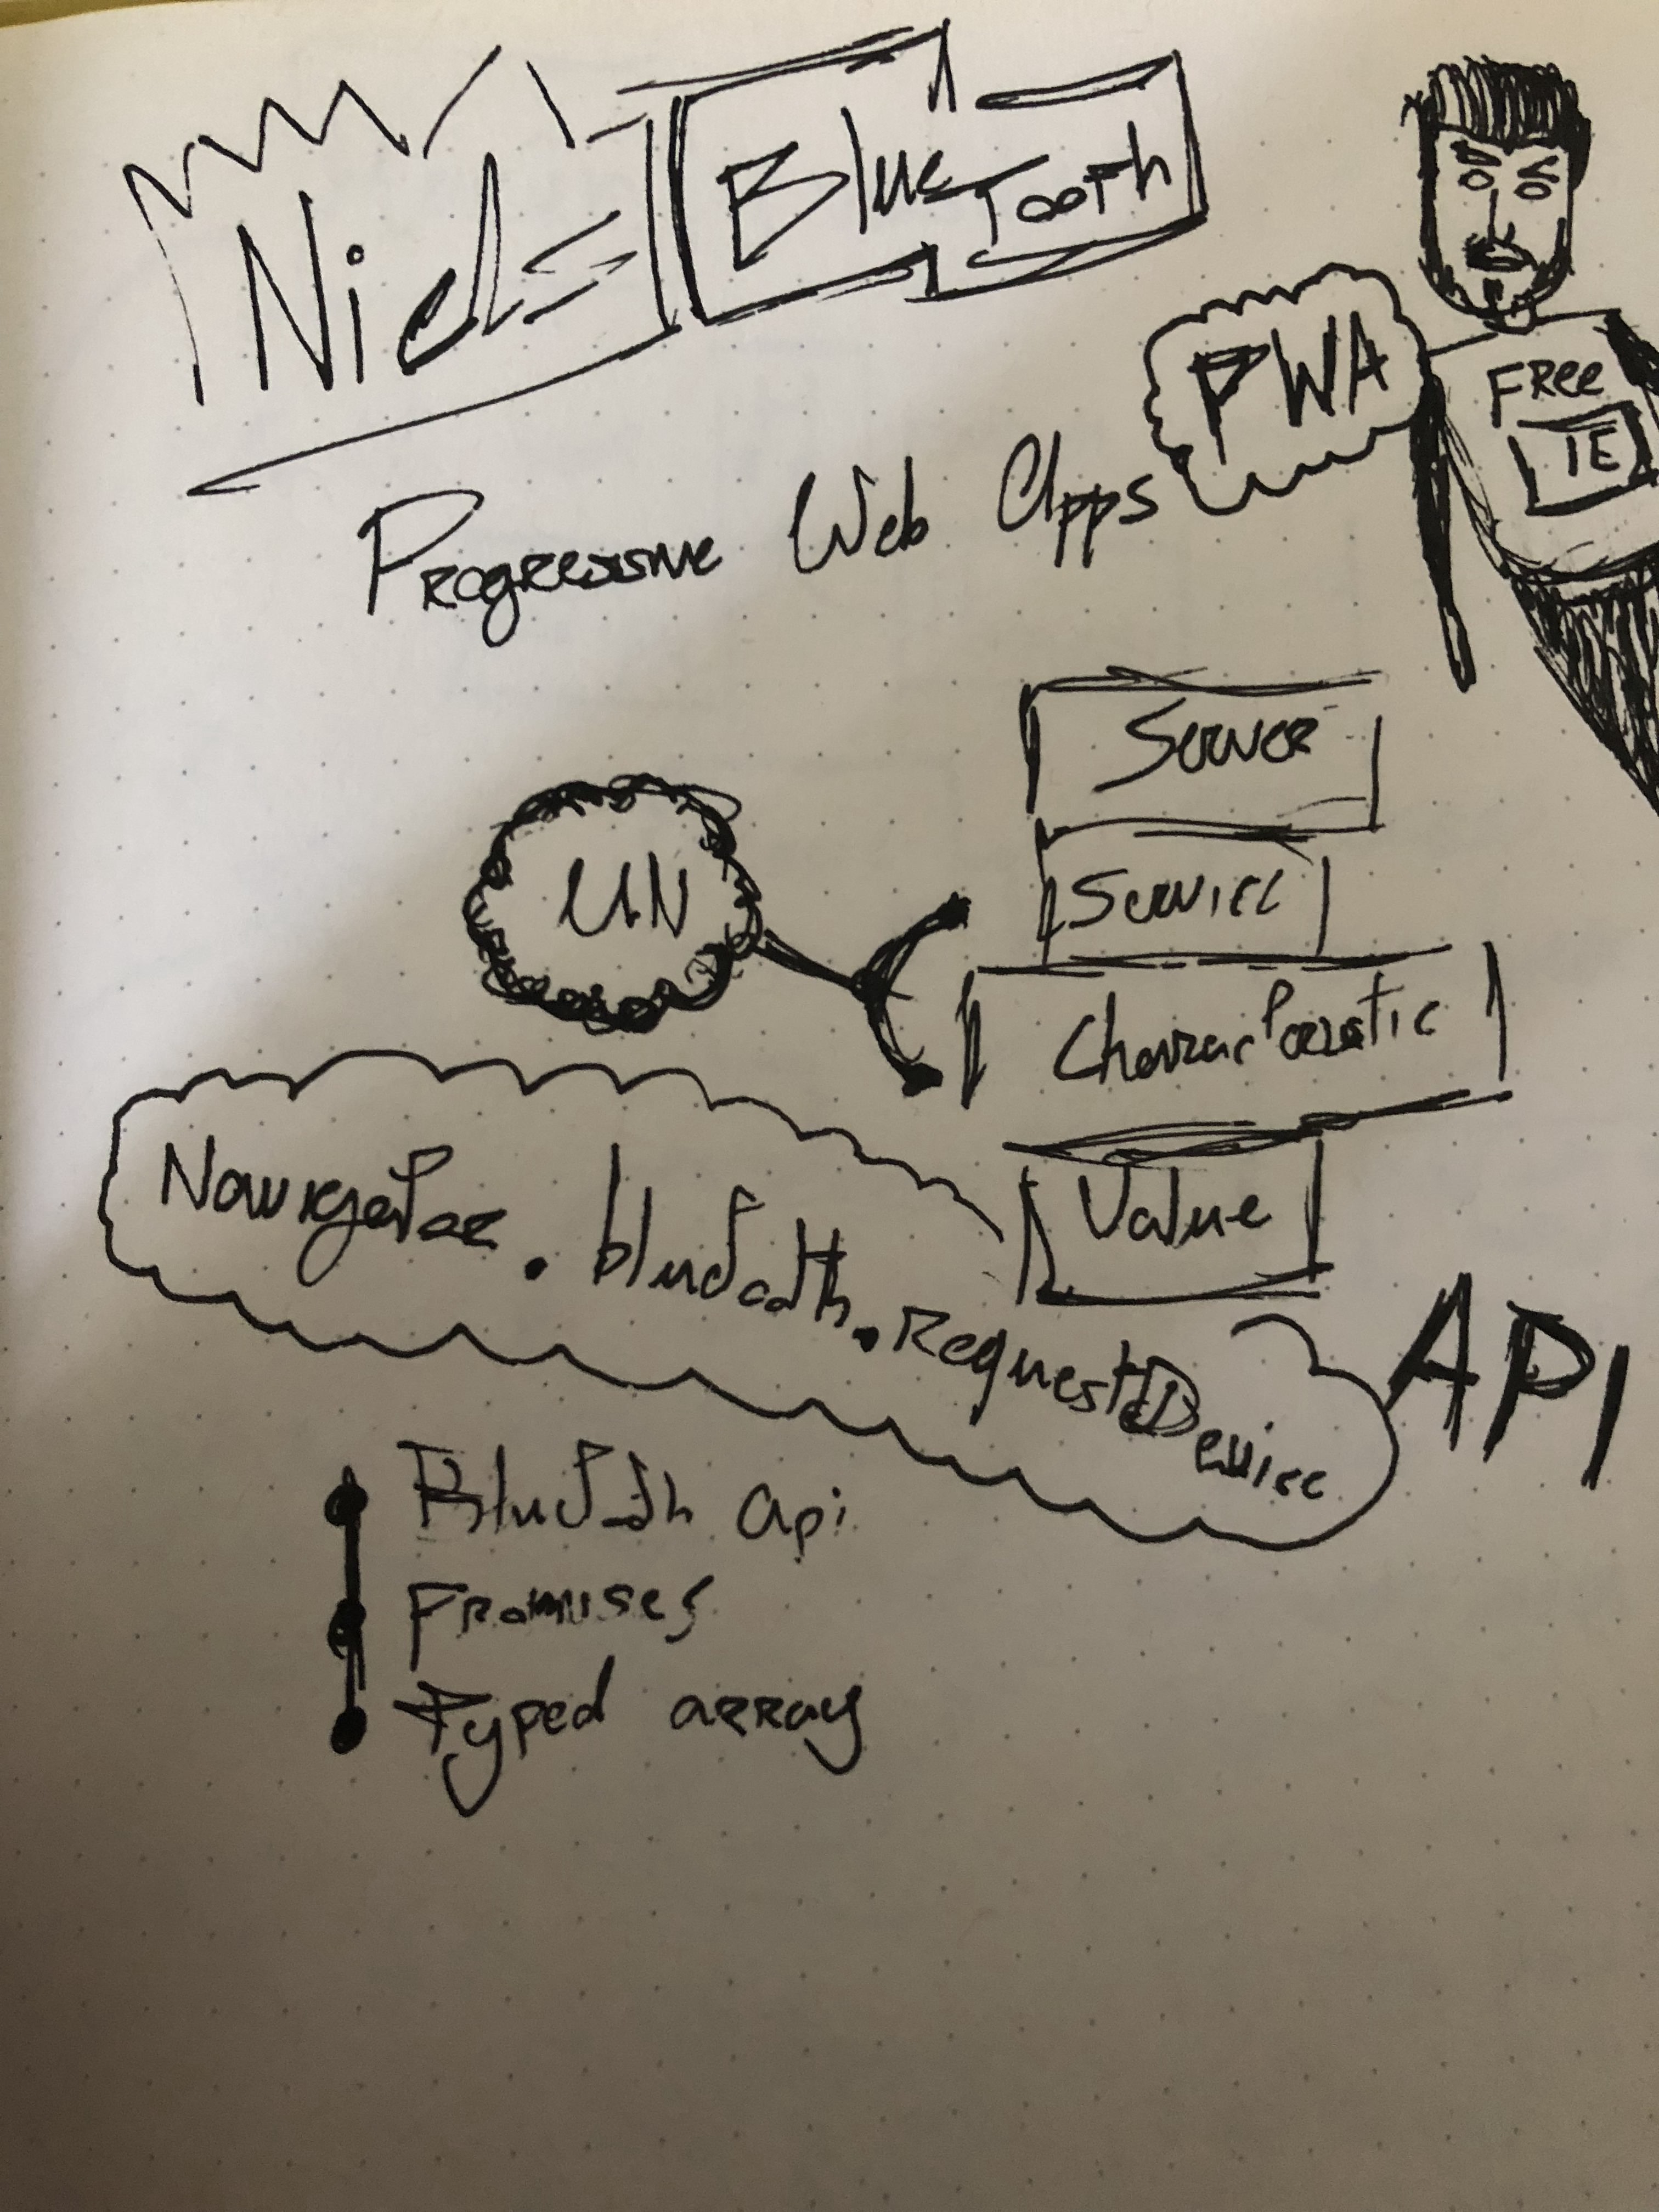 Niels Bluetooth
PWA
FRee
IE
Progressive Web Apps
Server
UN
Service
Characteristic
Value
Navigator.bluetooth.RequestDevice
API
Bluetooth api
Promises
Typed array